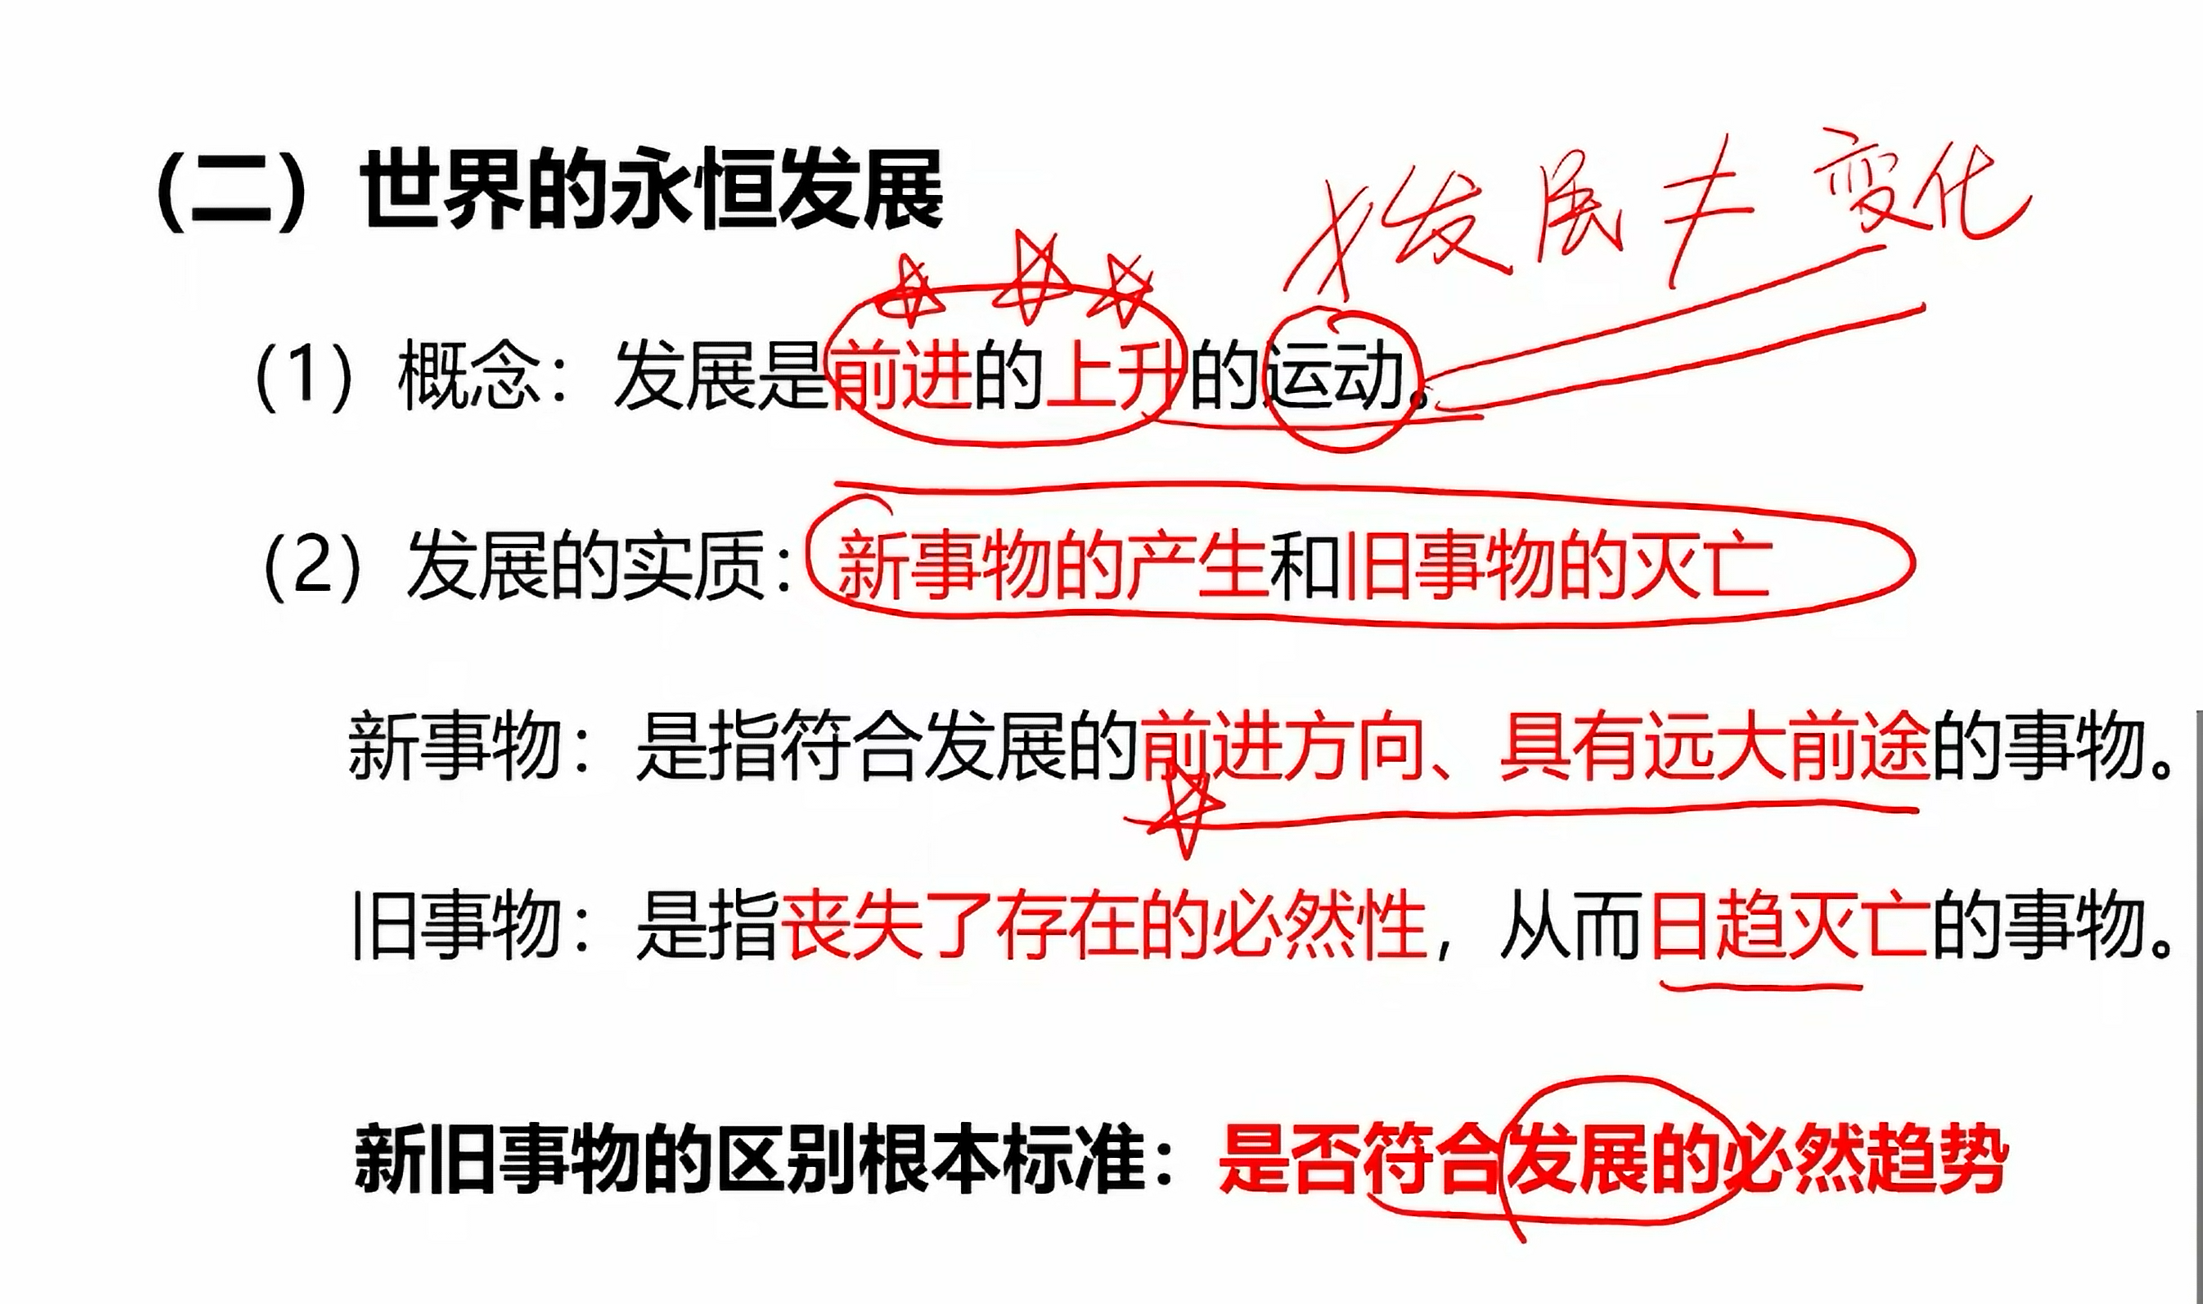 （二）世界的永恒发展
发展≠变化
（1）概念：发展是前进的上升的运动。
（2）发展的实质：新事物的产生和旧事物的灭亡
新事物：是指符合发展的前进方向、具有远大前途的事物。
旧事物：是指丧失了存在的必然性，从而日趋灭亡的事物。
新旧事物的区别根本标准：是否符合发展的必然趋势